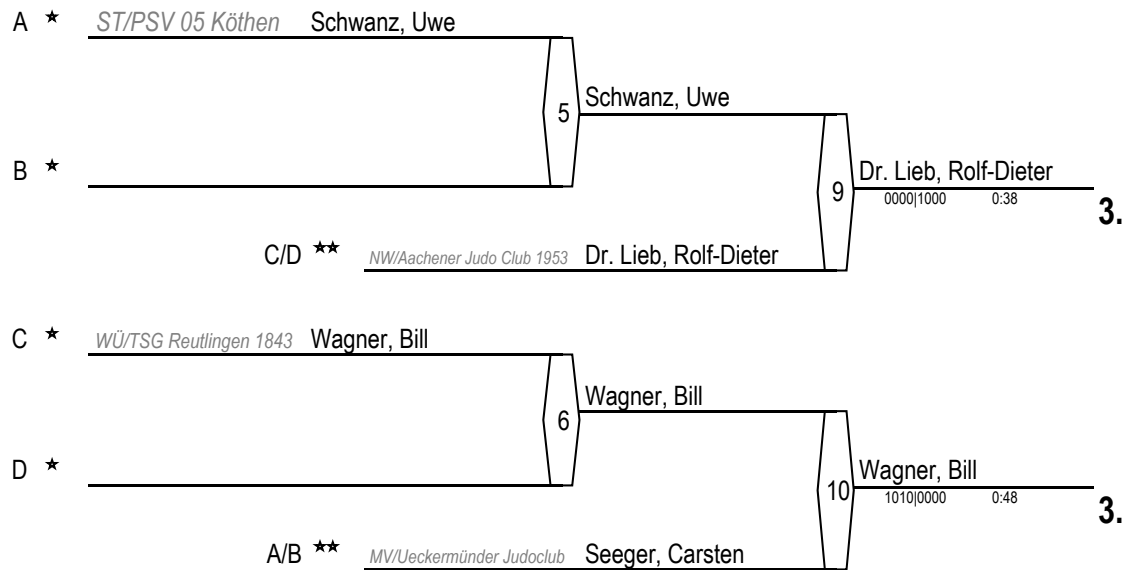 A ★ ST/PSV 05 Köthen Schwanz, Uwe
5 Schwanz, Uwe
B ★
9 Dr. Lieb, Rolf-Dieter
0000|1000 0:38
3.
C/D ★★ NW/Aachener Judo Club 1953 Dr. Lieb, Rolf-Dieter
C ★ WÜ/TSG Reutlingen 1843 Wagner, Bill
6 Wagner, Bill
D ★
10 Wagner, Bill
1010|0000 0:48
3.
A/B ★★ MV/Ueckermünder Judoclub Seeger, Carsten